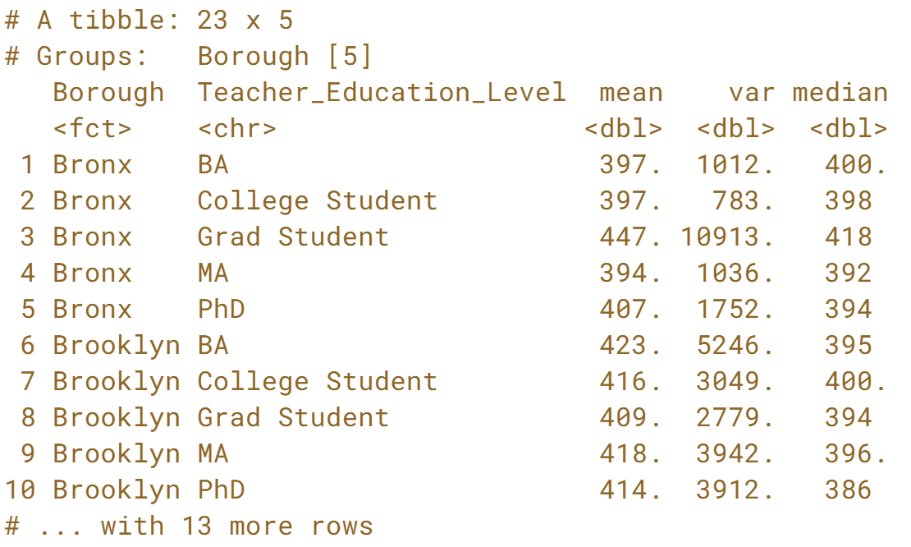 # A tibble: 23 x 5
# Groups: Borough [5]
Borough Teacher_Education_Level mean var median
<fct> <chr> <dbl> <dbl> <dbl>
1 Bronx BA 397. 1012. 400.
2 Bronx College Student 397. 783. 398
3 Bronx Grad Student 447. 10913. 418
4 Bronx MA 394. 1036. 392
5 Bronx PhD 407. 1752. 394
6 Brooklyn BA 423. 5246. 395
7 Brooklyn College Student 416. 3049. 400.
8 Brooklyn Grad Student 409. 2779. 394
9 Brooklyn MA 418. 3942. 396.
10 Brooklyn PhD 414. 3912. 386
# ... with 13 more rows